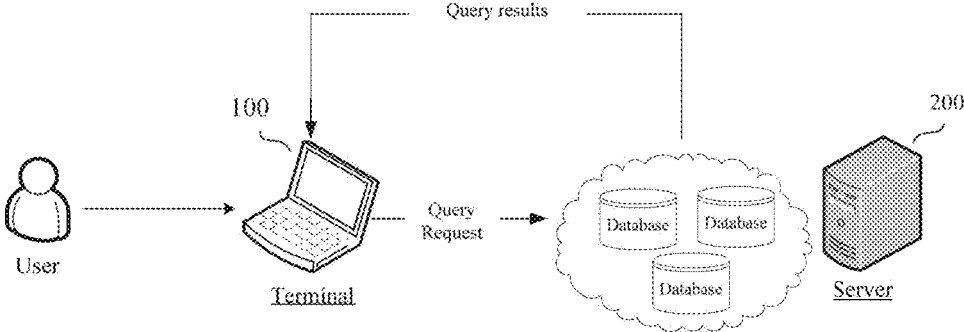 Query results
100
200
Query
Request
Database
Database
Database
User
Terminal
Server